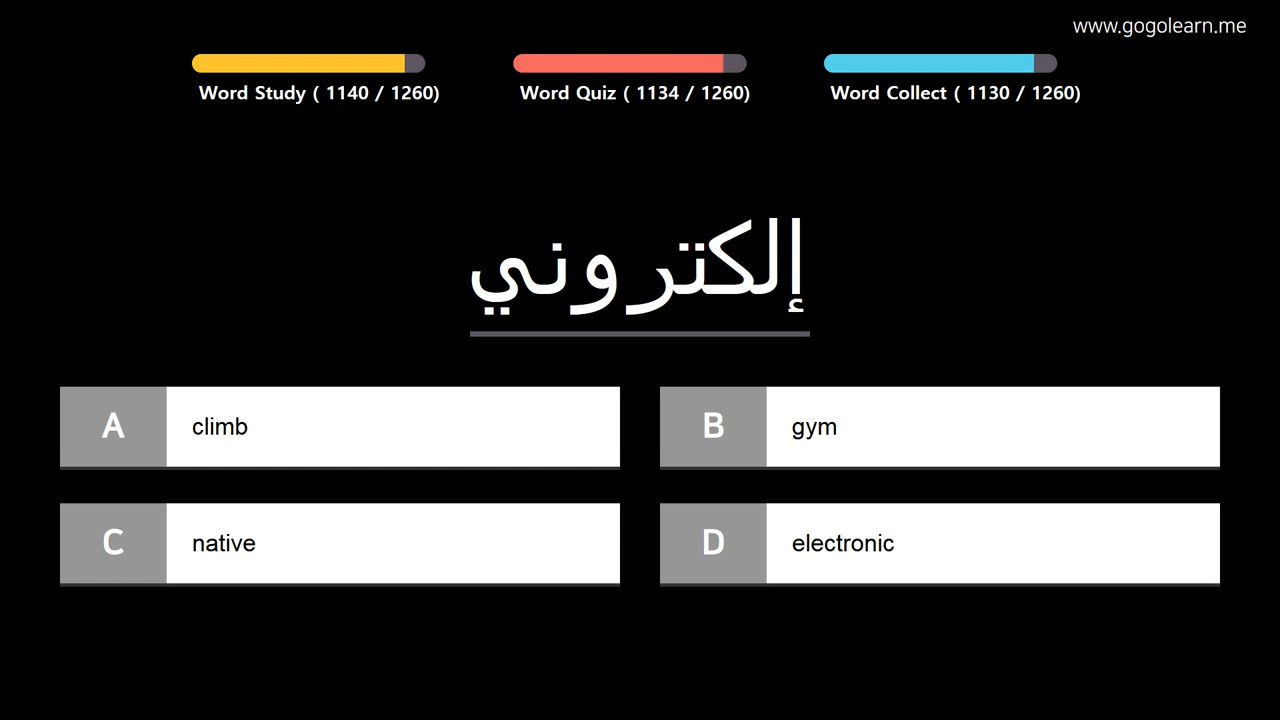 www.gogolearn.me
Word Study ( 1140 / 1260)
Word Quiz ( 1134 / 1260)
Word Collect ( 1130 / 1260)
إلكتروني
A climb
B gym
C native
D electronic